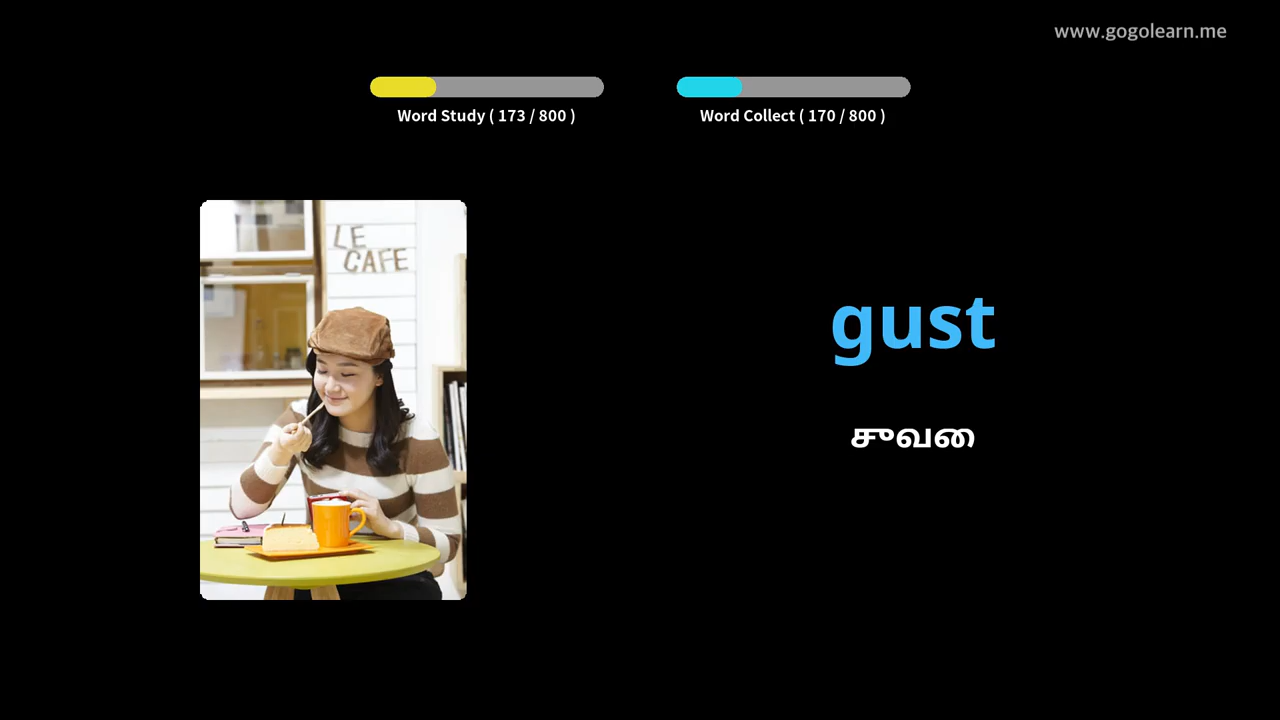 www.gogolearn.me
Word Study ( 173 / 800 )
Word Collect ( 170 / 800 )
LE
CAFE
gust
சுவை